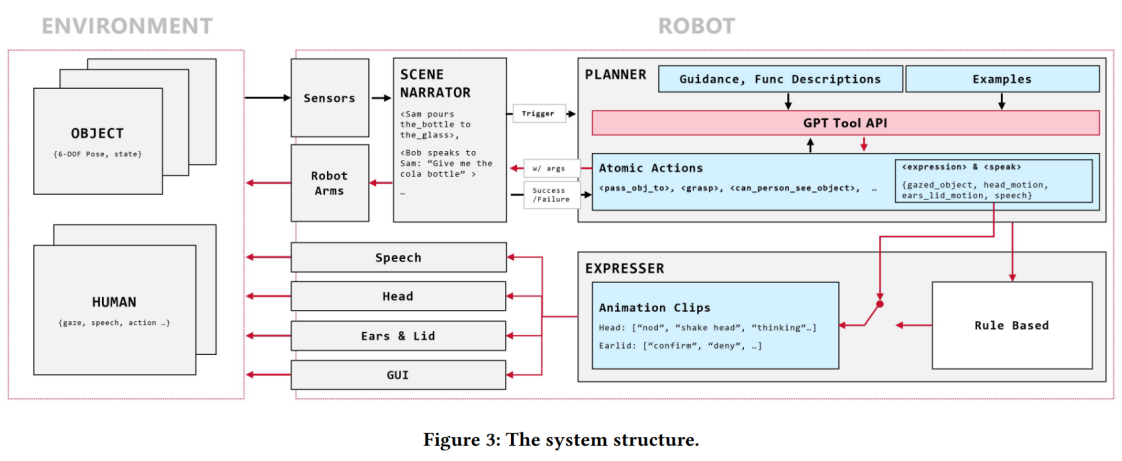 ENVIRONMENT
ROBOT
OBJECT
{6-DOF Pose, state}
HUMAN
{gaze, speech, action …}
Sensors
Robot
Arms
SCENE
NARRATOR
<Sam pours
the_bottle to
the_glass>,
<Bob speaks to
Sam: “Give me the
cola bottle” >
…
Trigger
w/ args
Success
/Failure
PLANNER
Guidance, Func Descriptions
Examples
GPT Tool API
Atomic Actions
<pass_obj_to>, <grasp>, <can_person_see_object>, …
<expression> & <speak>
{gazed_object, head_motion,
ears_lid_motion, speech}
Speech
Head
Ears & Lid
GUI
EXPRESSER
Animation Clips
Head: [“nod”, “shake head”, “thinking”…]
Earlid: [“confirm”, “deny”, …]
Rule Based
Figure 3: The system structure.